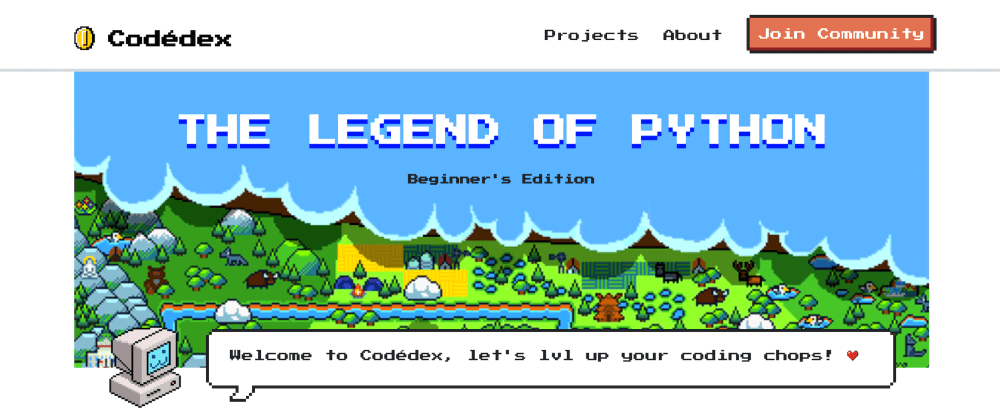 Codédex
Projects
About
Join Community
THE LEGEND OF PYTHON
Beginner's Edition
Welcome to Codédex, let's lvl up your coding chops! ❤